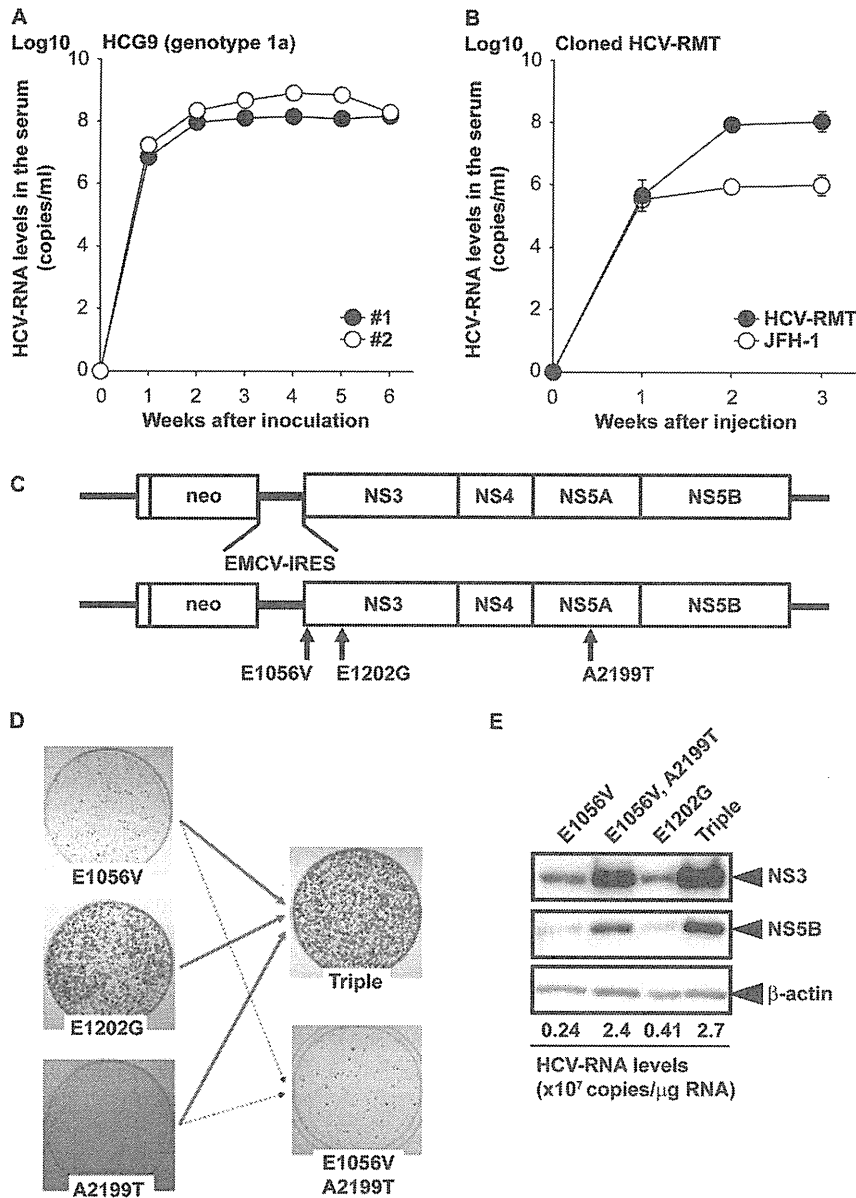 A
Log10 HCG9 (genotype 1a)
HCV-RNA levels in the serum
(copies/ml)
10
8
6
4
2
0
0 1 2 3 4 5 6
Weeks after inoculation
#1
#2
B
Log10 Cloned HCV-RMT
HCV-RNA levels in the serum
(copies/ml)
10
8
6
4
2
0
0 1 2 3
Weeks after injection
HCV-RMT
JFH-1
C
neo NS3 NS4 NS5A NS5B
EMCV-IRES
neo NS3 NS4 NS5A NS5B
E1056V E1202G A2199T
D
E1056V
E1202G
A2199T
Triple
E1056V
A2199T
E
E1056V
E1056V, A2199T
E1202G
Triple
NS3
NS5B
β-actin
0.24 2.4 0.41 2.7
HCV-RNA levels
(x10⁷ copies/μg RNA)